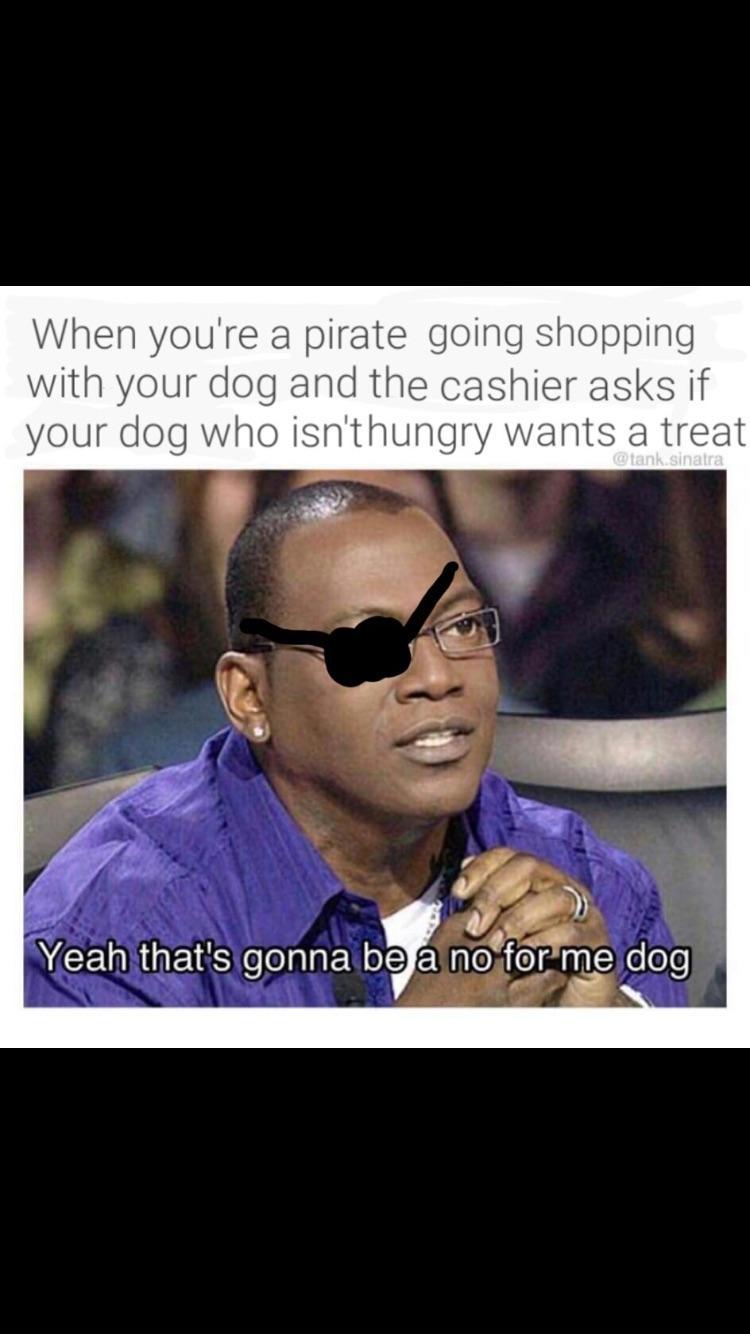 When you're a pirate going shopping
with your dog and the cashier asks if
your dog who isn'thungry wants a treat
@tank.sinatra
Yeah that's gonna be a no for me dog